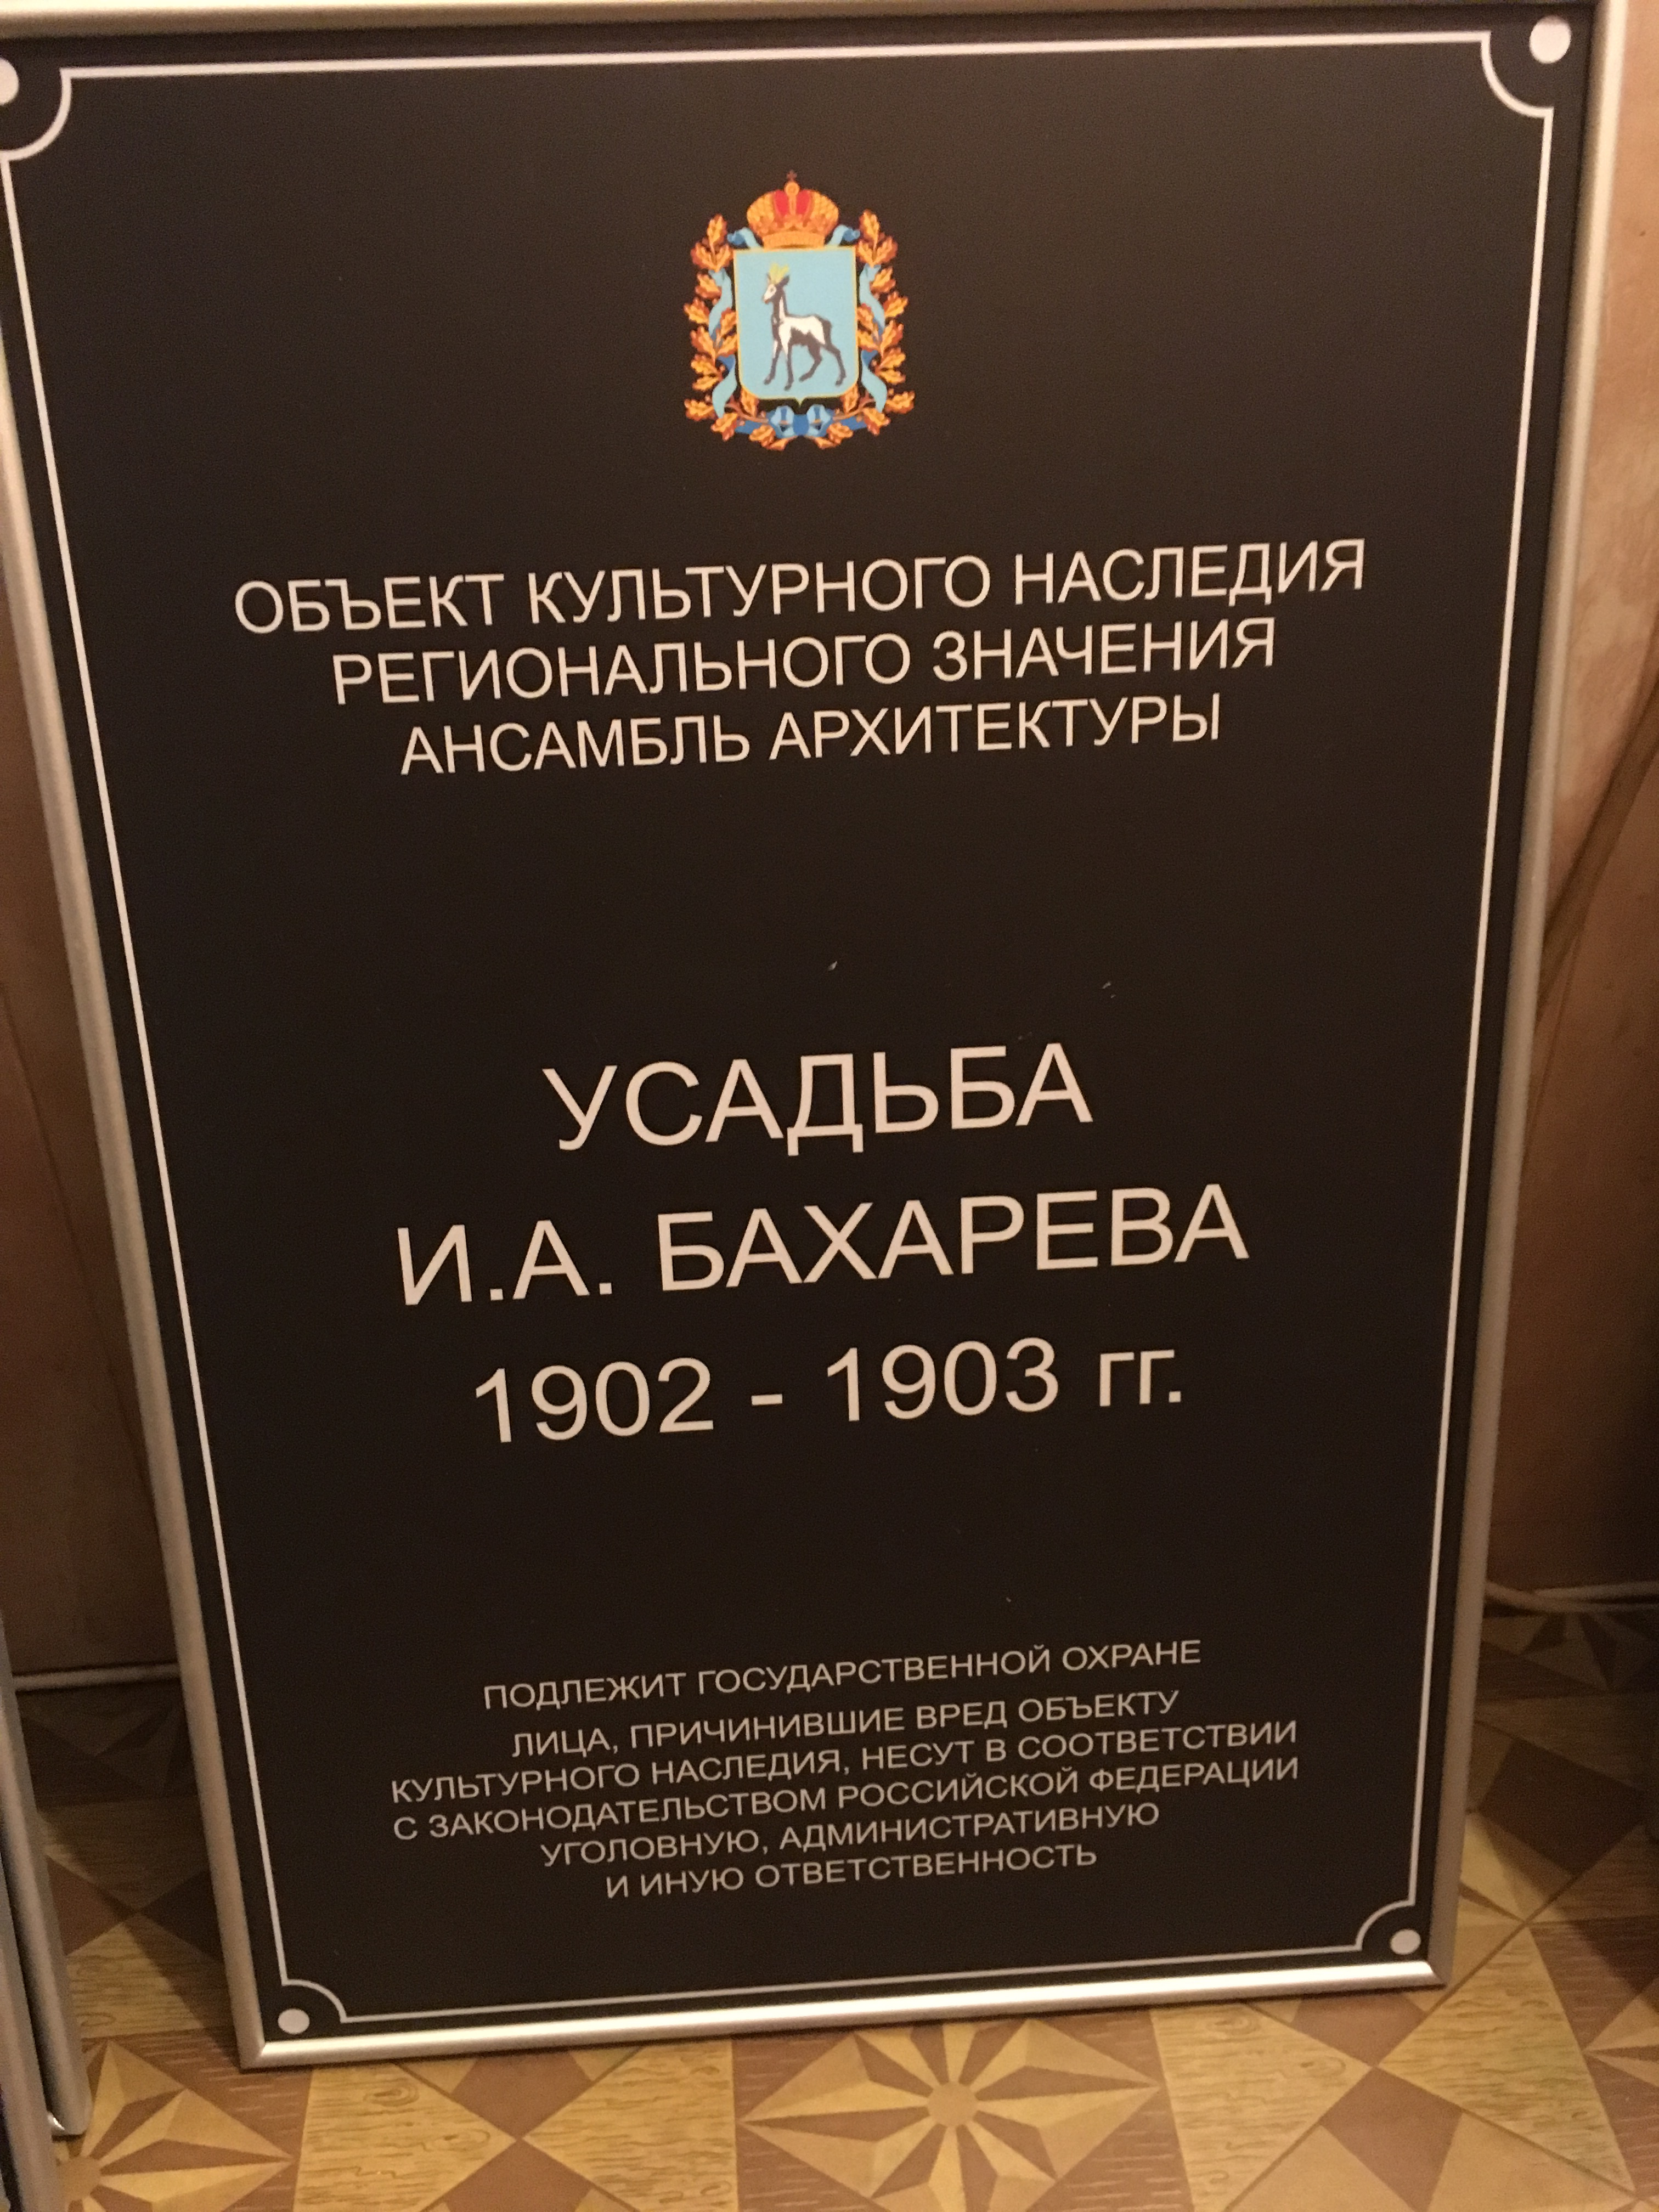 ОБЪЕКТ КУЛЬТУРНОГО НАСЛЕДИЯ
РЕГИОНАЛЬНОГО ЗНАЧЕНИЯ
АНСАМБЛЬ АРХИТЕКТУРЫ
УСАДЬБА
И.А. БАХАРЕВА
1902 - 1903 гг.
ПОДЛЕЖИТ ГОСУДАРСТВЕННОЙ ОХРАНЕ
ЛИЦА, ПРИЧИНИВШИЕ ВРЕД ОБЪЕКТУ
КУЛЬТУРНОГО НАСЛЕДИЯ, НЕСУТ В СООТВЕТСТВИИ
С ЗАКОНОДАТЕЛЬСТВОМ РОССИЙСКОЙ ФЕДЕРАЦИИ
УГОЛОВНУЮ, АДМИНИСТРАТИВНУЮ
И ИНУЮ ОТВЕТСТВЕННОСТЬ